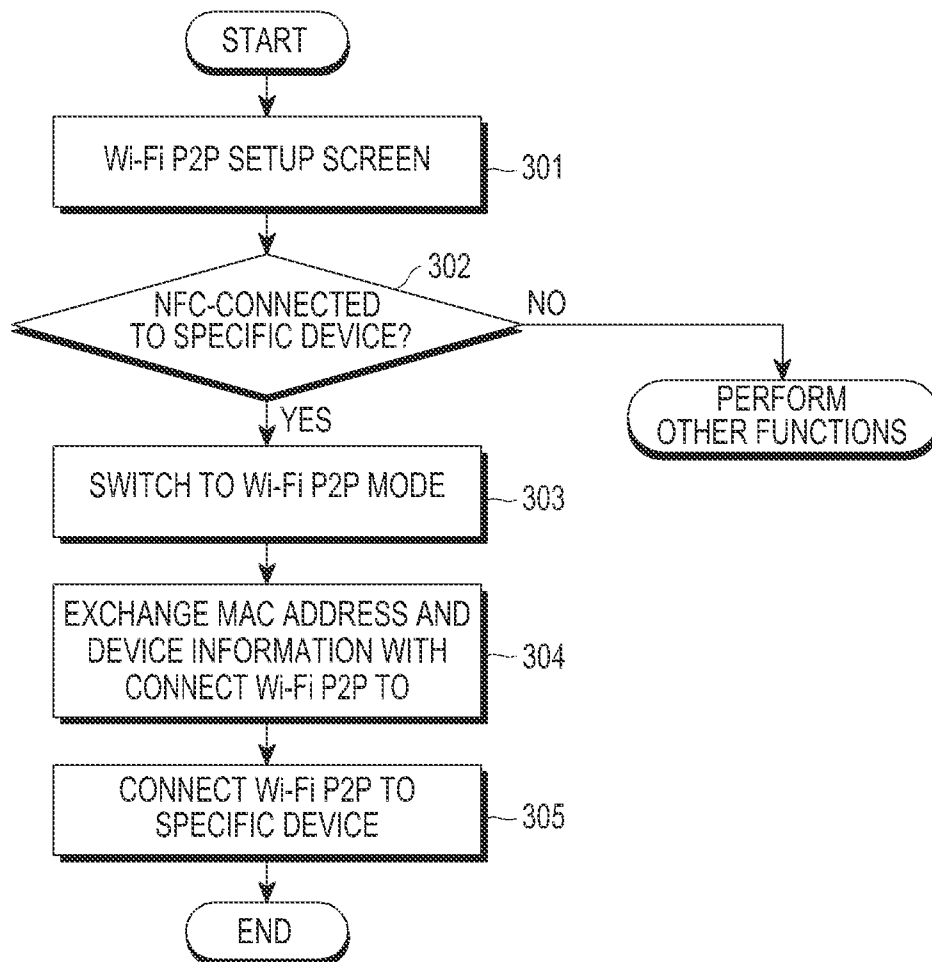 START
Wi-Fi P2P SETUP SCREEN
301
302
NFC-CONNECTED
TO SPECIFIC DEVICE?
NO
YES
PERFORM
OTHER FUNCTIONS
SWITCH TO Wi-Fi P2P MODE
303
EXCHANGE MAC ADDRESS AND
DEVICE INFORMATION WITH
CONNECT Wi-Fi P2P TO
304
CONNECT Wi-Fi P2P TO
SPECIFIC DEVICE
305
END